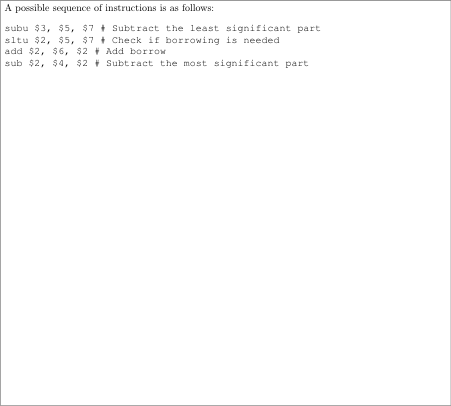 A possible sequence of instructions is as follows:
subu $3, $5, $7 # Subtract the least significant part
sltu $2, $5, $7 # Check if borrowing is needed
add $2, $6, $2 # Add borrow
sub $2, $4, $2 # Subtract the most significant part